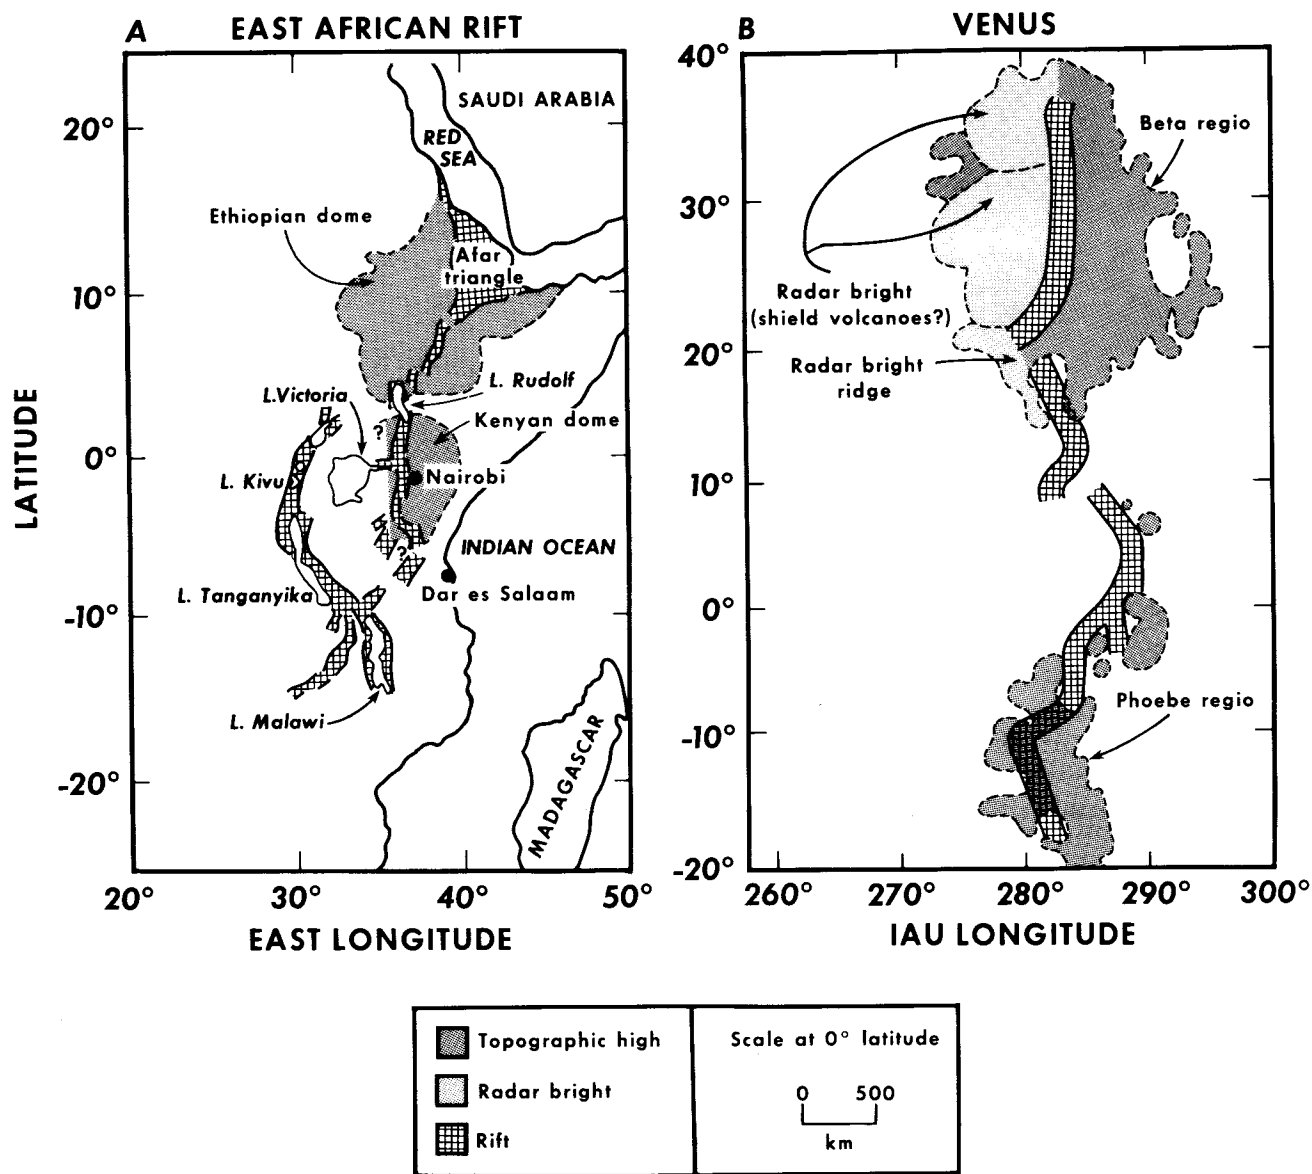 A EAST AFRICAN RIFT
20°
10°
0°
-10°
-20°
LATITUDE
SAUDI ARABIA
RED
SEA
Ethiopian dome
Afar
triangle
L. Rudolf
L.Victoria
?
Kenyan dome
L. Kivu
Nairobi
?
INDIAN OCEAN
L. Tanganyika
Dar es Salaam
L. Malawi
MADAGASCAR
20° 30° 40° 50°
EAST LONGITUDE
B VENUS
40°
30°
20°
10°
0°
-10°
-20°
Beta regio
Radar bright
(shield volcanoes?)
Radar bright
ridge
Phoebe regio
260° 270° 280° 290° 300°
IAU LONGITUDE
Topographic high
Radar bright
Rift
Scale at 0° latitude
0 500
km